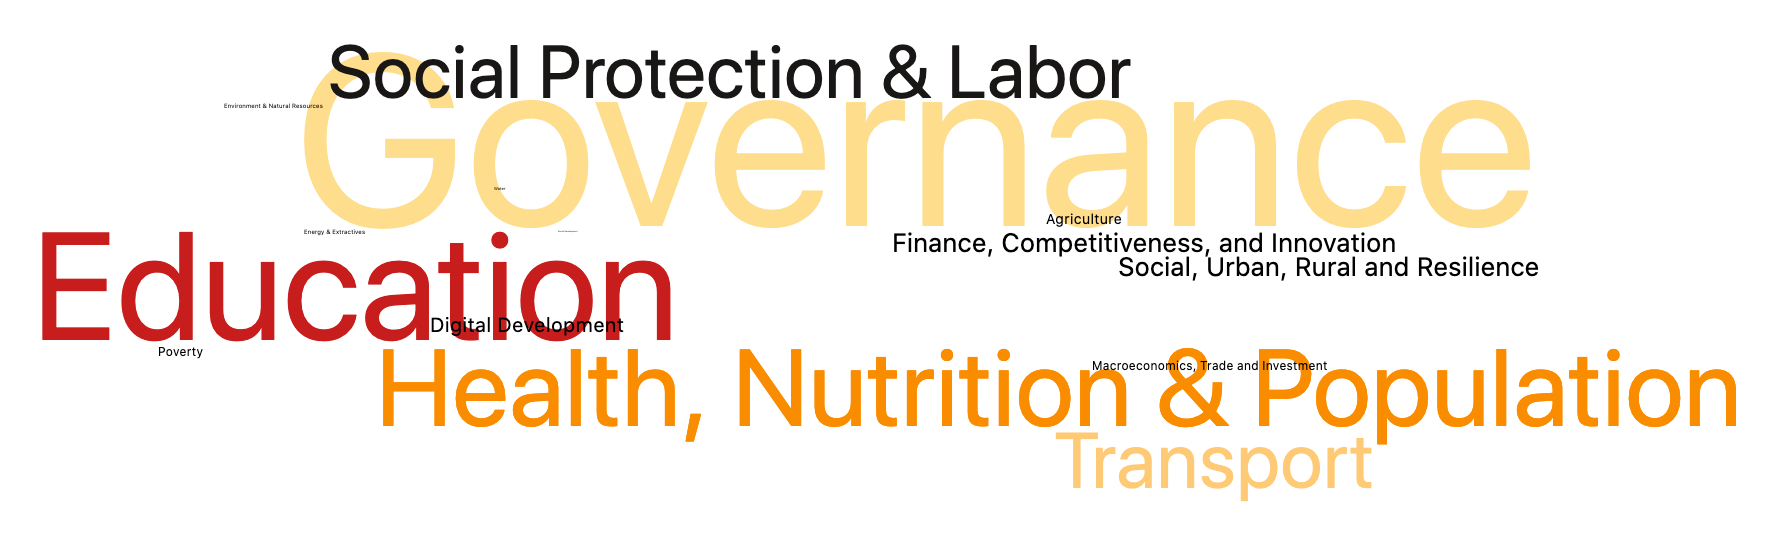 Social Protection & Labor
Environment & Natural Resources
Governance
Water
Agriculture
Energy & Extractives
Finance, Competitiveness, and Innovation
Social, Urban, Rural and Resilience
Education
Digital Development
Poverty
Macroeconomics, Trade and Investment
Health, Nutrition & Population
Transport